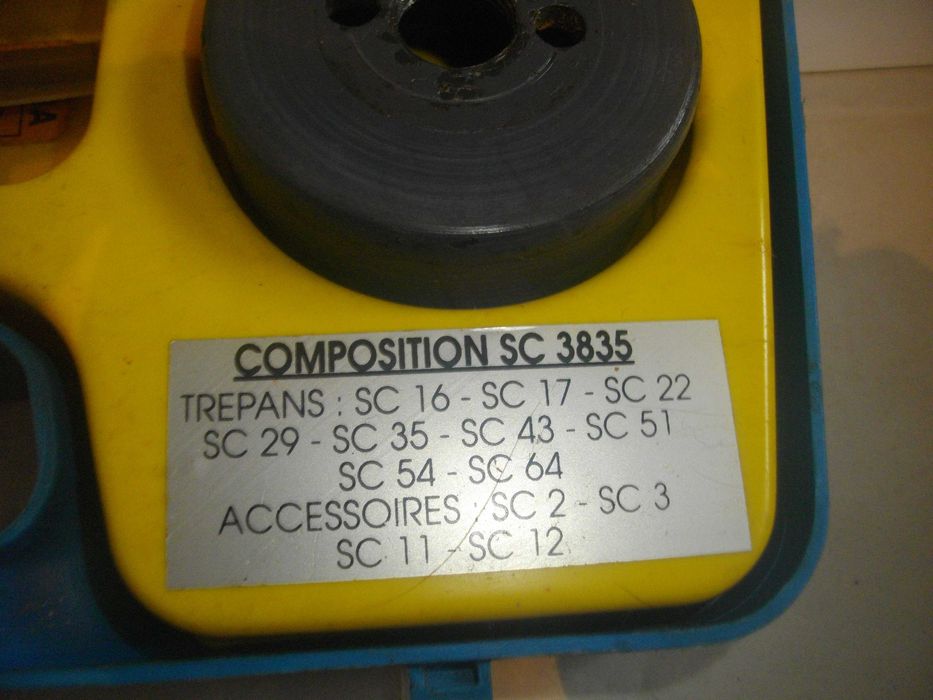 A
COMPOSITION SC 3835
TREPANS : SC 16 - SC 17 - SC 22
SC 29 - SC 35 - SC 43 - SC 51
SC 54 - SC 64
ACCESSOIRES : SC 2 - SC 3
SC 11 - SC 12